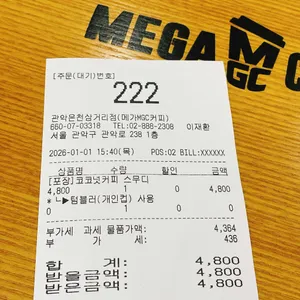 MEGA MGC
[주문(대기)번호]
222
관악은천삼거리점(메가MGC커피)
660-07-03318 TEL:02-888-2308 이재환
서울 관악구 관악로 238 1층
2026-01-01 15:40(목) POS:02 BILL:XXXXXX
상품명 수량 할인 금액
[포장]코코넛커피 스무디
4,800 1 0 4,800
* ㄴ▶텀블러(개인컵) 사용
0 1 0 0
부가세 과세 물품가액: 4,364
부 가 세: 436
합 계: 4,800
받을금액: 4,800
받은금액: 4,800